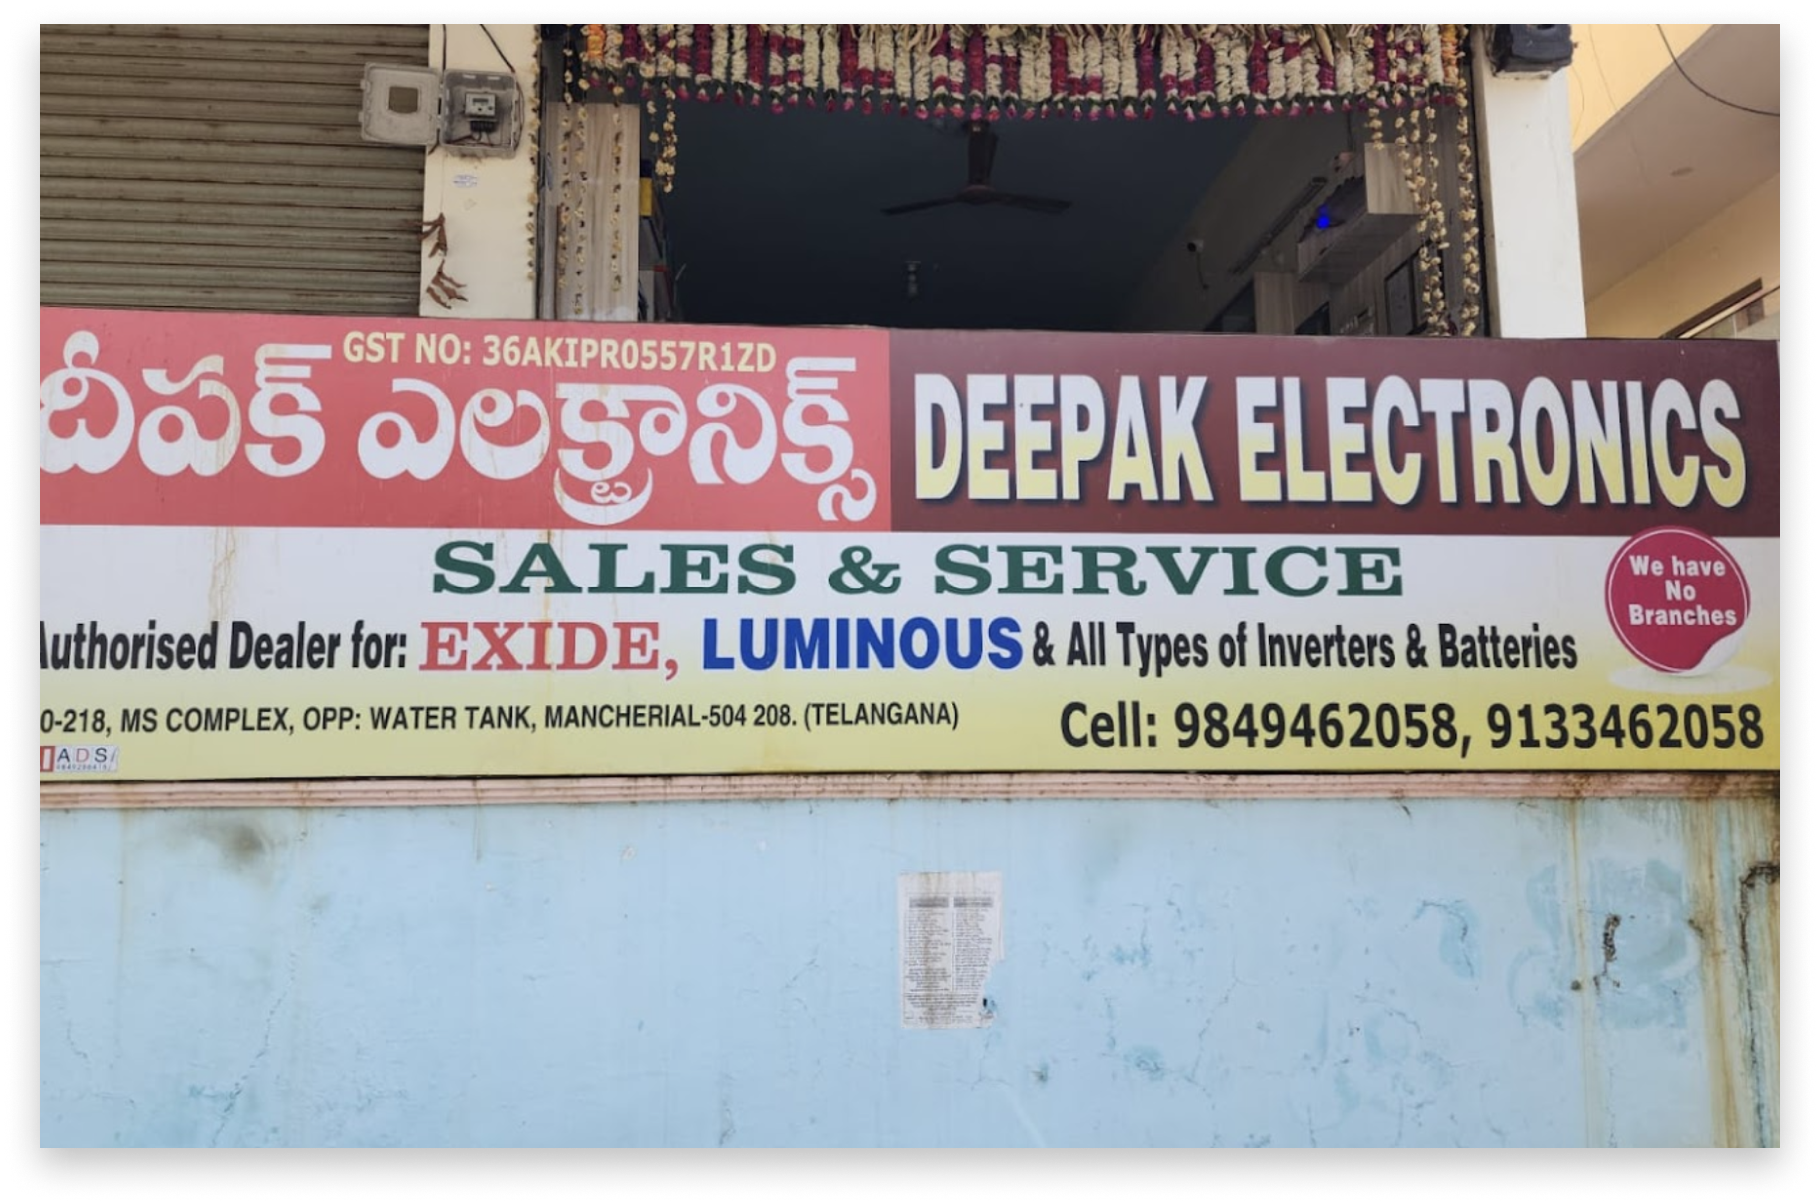 GST NO: 36AKIPR0557R1ZD
దీపక్ ఎలక్ట్రానిక్స్
DEEPAK ELECTRONICS
SALES & SERVICE
We have
No
Branches
Authorised Dealer for: EXIDE, LUMINOUS & All Types of Inverters & Batteries
0-218, MS COMPLEX, OPP: WATER TANK, MANCHERIAL-504 208. (TELANGANA)
Cell: 9849462058, 9133462058
ADS